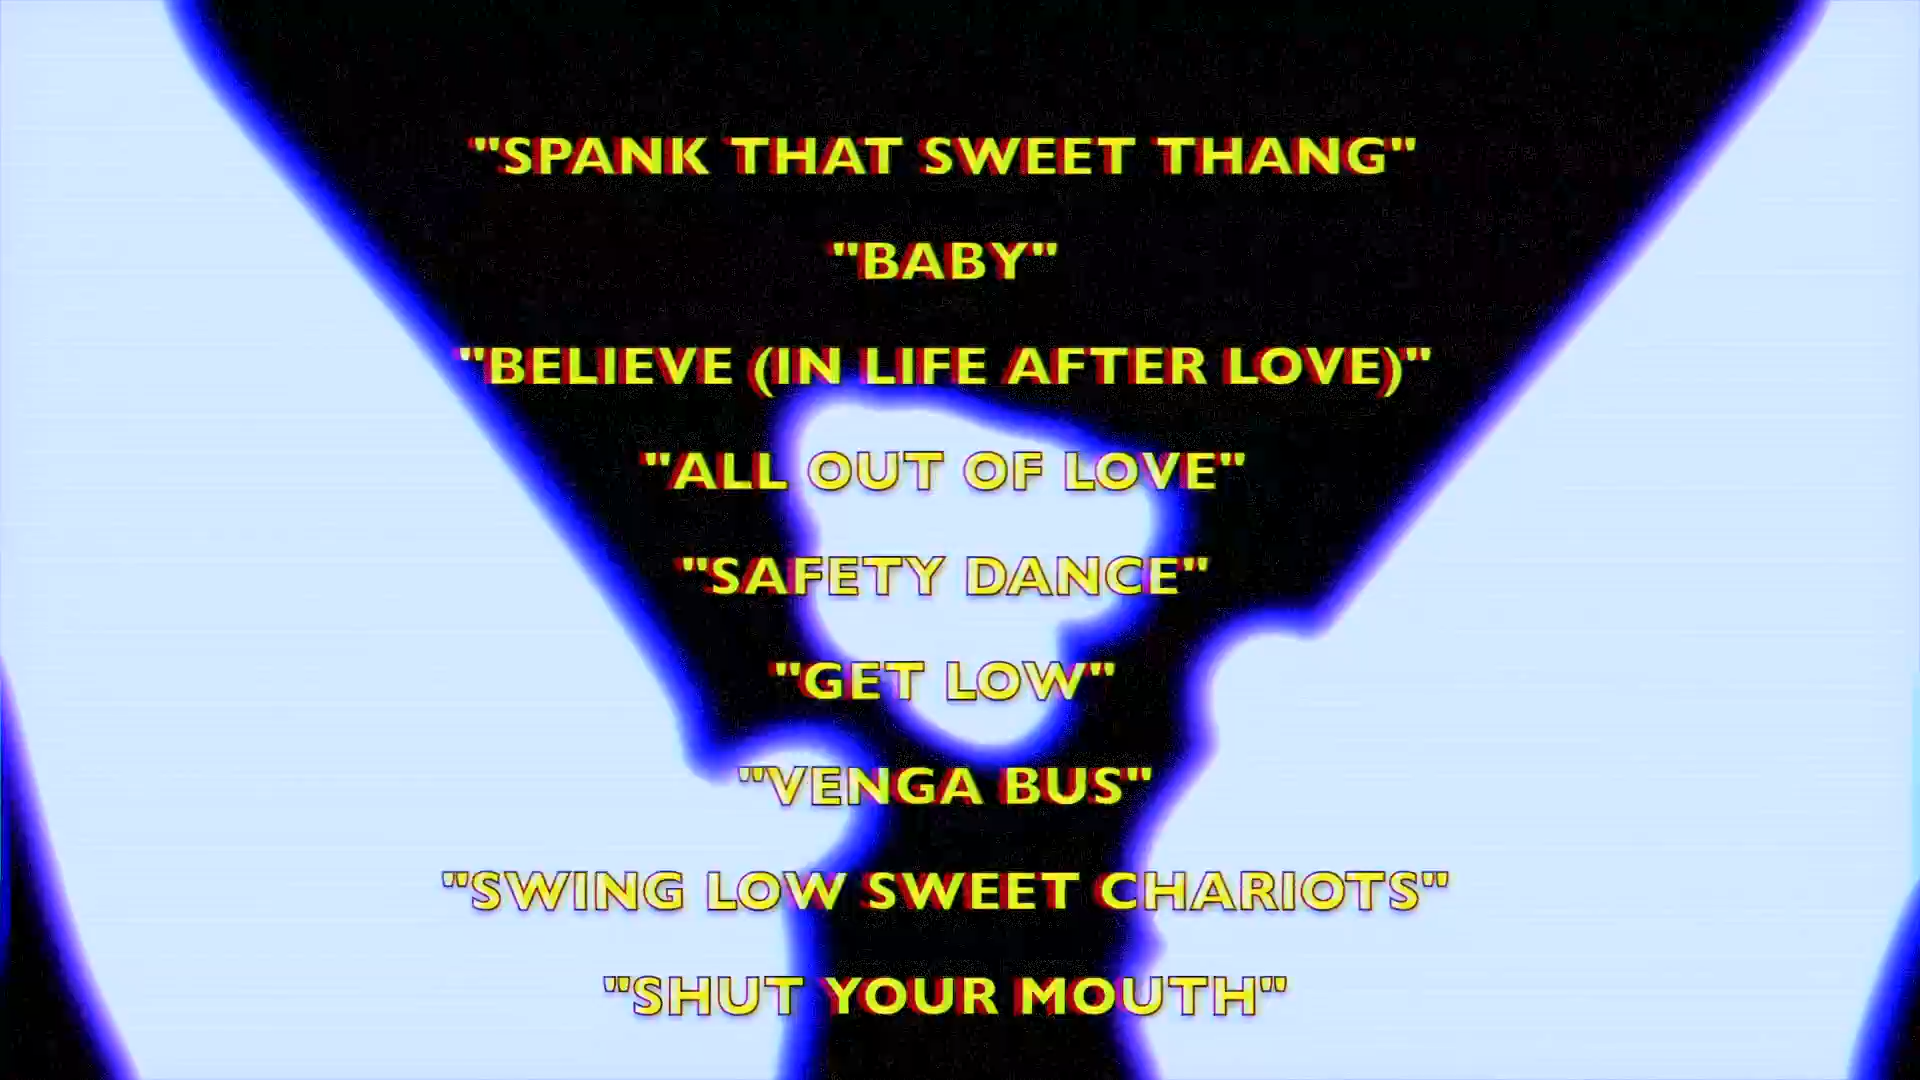 "SPANK THAT SWEET THANG"
"BABY"
"BELIEVE (IN LIFE AFTER LOVE)"
"ALL OUT OF LOVE"
"SAFETY DANCE"
"GET LOW"
"VENGA BUS"
"SWING LOW SWEET CHARIOTS"
"SHUT YOUR MOUTH"